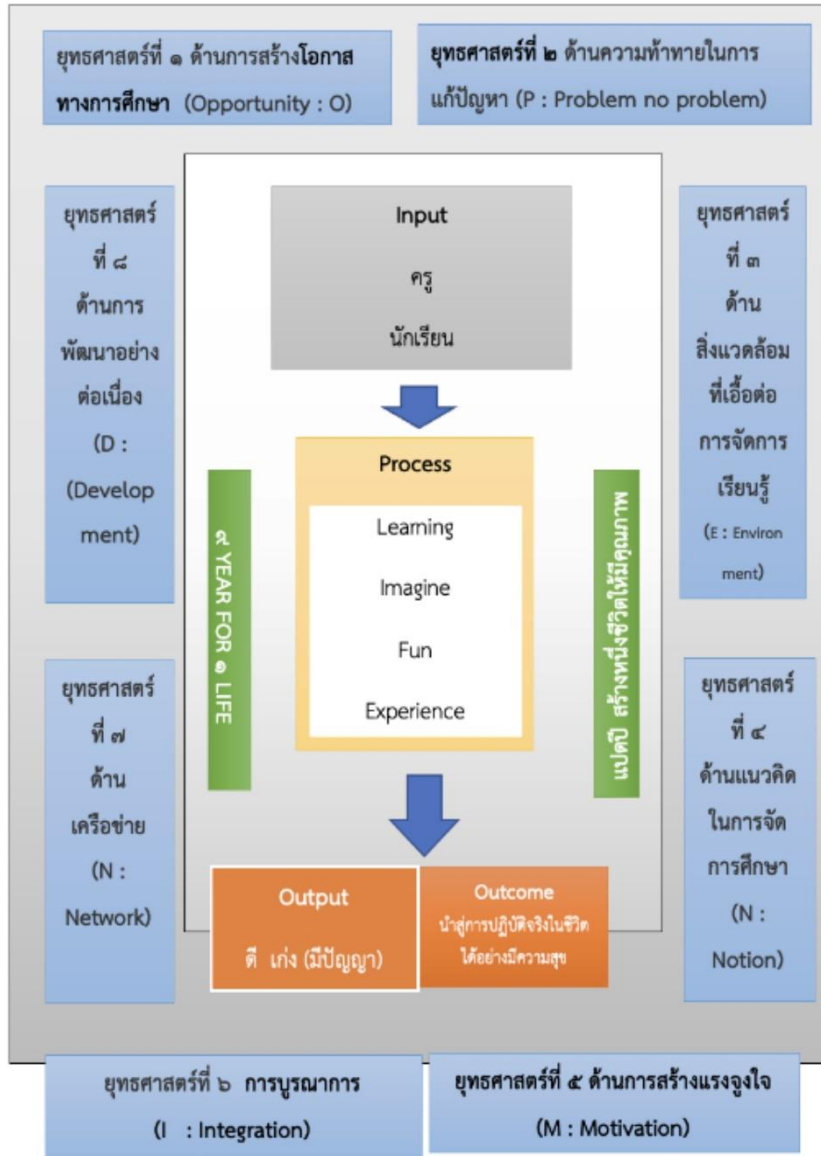 ยุทธศาสตร์ที่ ๑ ด้านการสร้างโอกาส
ทางการศึกษา (Opportunity : O)
ยุทธศาสตร์ที่ ๒ ด้านความท้าทายในการ
แก้ปัญหา (P : Problem no problem)
ยุทธศาสตร์
ที่ ๘
ด้านการ
พัฒนาอย่าง
ต่อเนื่อง
(D :
(Develop
ment)
Input
ครู
นักเรียน
ยุทธศาสตร์
ที่ ๓
ด้าน
สิ่งแวดล้อม
ที่เอื้อต่อ
การจัดการ
เรียนรู้
(E : Environ
ment)
Process
Learning
Imagine
Fun
Experience
๙ YEAR FOR ๑ LIFE
แปดปี สร้างหนึ่งชีวิตให้มีคุณภาพ
ยุทธศาสตร์
ที่ ๗
ด้าน
เครือข่าย
(N :
Network)
ยุทธศาสตร์
ที่ ๔
ด้านแนวคิด
ในการจัด
การศึกษา
(N :
Notion)
Output
ดี เก่ง (มีปัญญา)
Outcome
นำสู่การปฏิบัติจริงในชีวิต
ได้อย่างมีความสุข
ยุทธศาสตร์ที่ ๖ การบูรณาการ
(I : Integration)
ยุทธศาสตร์ที่ ๕ ด้านการสร้างแรงจูงใจ
(M : Motivation)